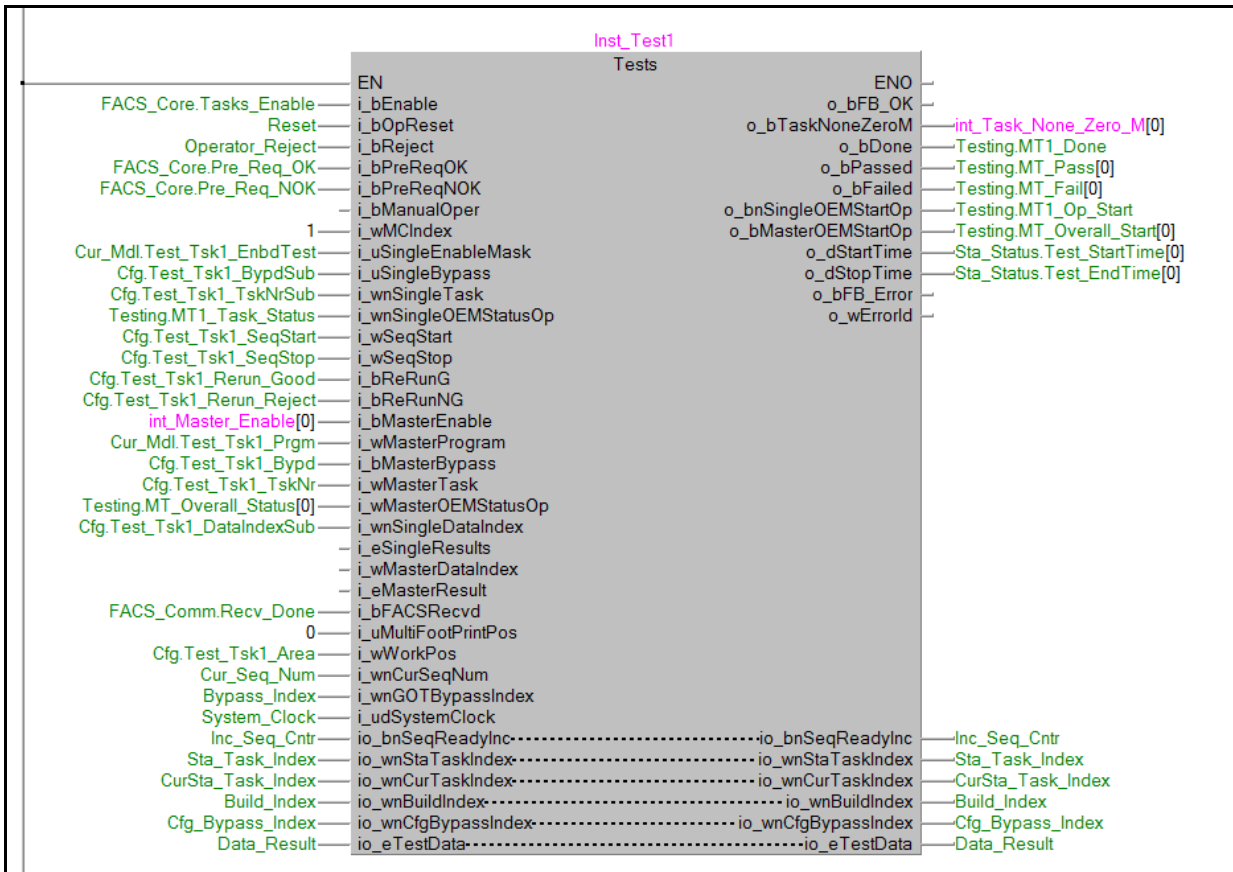 Inst_Test1
Tests
EN ENO
FACS_Core.Tasks_Enable i_bEnable o_bFB_OK
Reset i_bOpReset o_bTaskNoneZeroM int_Task_None_Zero_M[0]
Operator_Reject i_bReject o_bDone Testing.MT1_Done
FACS_Core.Pre_Req_OK i_bPreReqOK o_bPassed Testing.MT_Pass[0]
FACS_Core.Pre_Req_NOK i_bPreReqNOK o_bFailed Testing.MT_Fail[0]
i_bManualOper o_bnSingleOEMStartOp Testing.MT1_Op_Start
1 i_wMCIndex o_bMasterOEMStartOp Testing.MT_Overall_Start[0]
Cur_Mdl.Test_Tsk1_EnbdTest i_uSingleEnableMask o_dStartTime Sta_Status.Test_StartTime[0]
Cfg.Test_Tsk1_BypdSub i_uSingleBypass o_dStopTime Sta_Status.Test_EndTime[0]
Cfg.Test_Tsk1_TskNrSub i_wnSingleTask o_bFB_Error
Testing.MT1_Task_Status i_wnSingleOEMStatusOp o_wErrorId
Cfg.Test_Tsk1_SeqStart i_wSeqStart
Cfg.Test_Tsk1_SeqStop i_wSeqStop
Cfg.Test_Tsk1_Rerun_Good i_bReRunG
Cfg.Test_Tsk1_Rerun_Reject i_bReRunNG
int_Master_Enable[0] i_bMasterEnable
Cur_Mdl.Test_Tsk1_Prgm i_wMasterProgram
Cfg.Test_Tsk1_Bypd i_bMasterBypass
Cfg.Test_Tsk1_TskNr i_wMasterTask
Testing.MT_Overall_Status[0] i_wMasterOEMStatusOp
Cfg.Test_Tsk1_DataIndexSub i_wnSingleDataIndex
i_eSingleResults
i_wMasterDataIndex
i_eMasterResult
FACS_Comm.Recv_Done i_bFACSRecvd
0 i_uMultiFootPrintPos
Cfg.Test_Tsk1_Area i_wWorkPos
Cur_Seq_Num i_wnCurSeqNum
Bypass_Index i_wnGOTBypassIndex
System_Clock i_udSystemClock
Inc_Seq_Cntr io_bnSeqReadyInc io_bnSeqReadyInc Inc_Seq_Cntr
Sta_Task_Index io_wnStaTaskIndex io_wnStaTaskIndex Sta_Task_Index
CurSta_Task_Index io_wnCurTaskIndex io_wnCurTaskIndex CurSta_Task_Index
Build_Index io_wnBuildIndex io_wnBuildIndex Build_Index
Cfg_Bypass_Index io_wnCfgBypassIndex io_wnCfgBypassIndex Cfg_Bypass_Index
Data_Result io_eTestData io_eTestData Data_Result